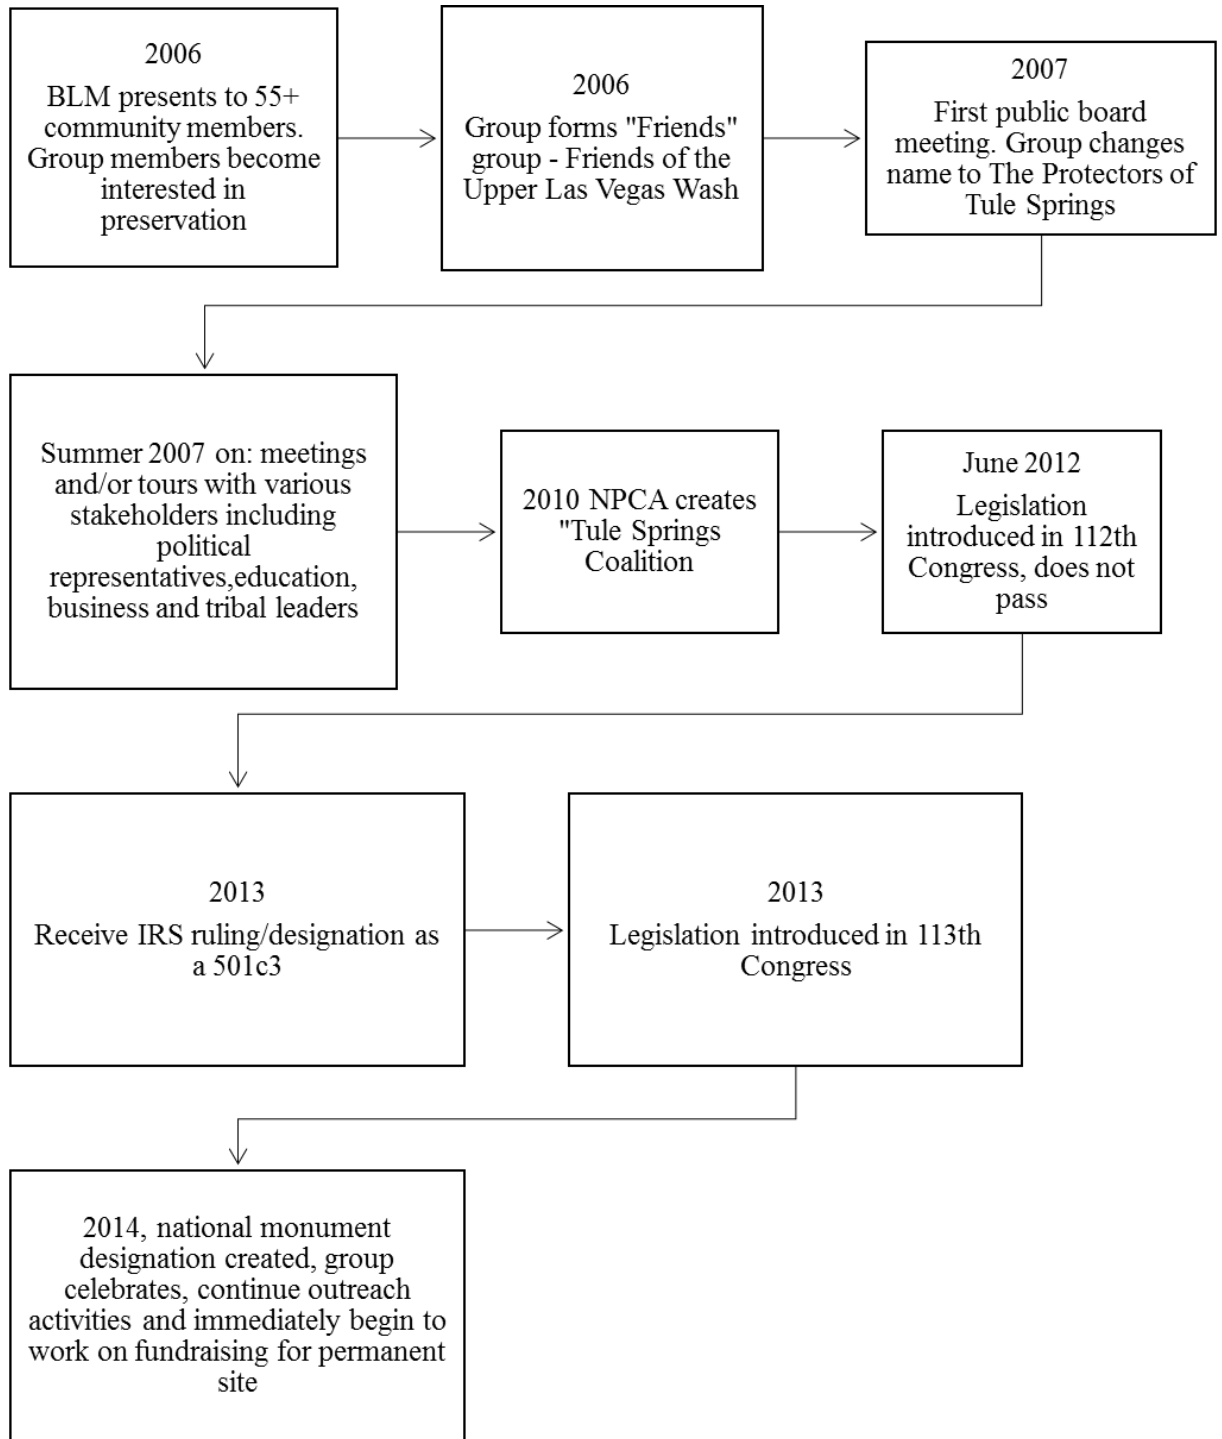 2006
BLM presents to 55+
community members.
Group members become
interested in
preservation
2006
Group forms "Friends"
group - Friends of the
Upper Las Vegas Wash
2007
First public board
meeting. Group changes
name to The Protectors of
Tule Springs
Summer 2007 on: meetings
and/or tours with various
stakeholders including
political
representatives,education,
business and tribal leaders
2010 NPCA creates
"Tule Springs
Coalition
June 2012
Legislation
introduced in 112th
Congress, does not
pass
2013
Receive IRS ruling/designation as
a 501c3
2013
Legislation introduced in 113th
Congress
2014, national monument
designation created, group
celebrates, continue outreach
activities and immediately begin to
work on fundraising for permanent
site